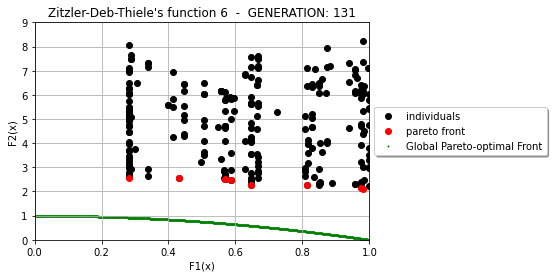 Zitzler-Deb-Thiele's function 6 - GENERATION: 131
9
8
7
6
5
4
3
2
1
0
F2(x)
0.0 0.2 0.4 0.6 0.8 1.0
F1(x)
individuals
pareto front
Global Pareto-optimal Front